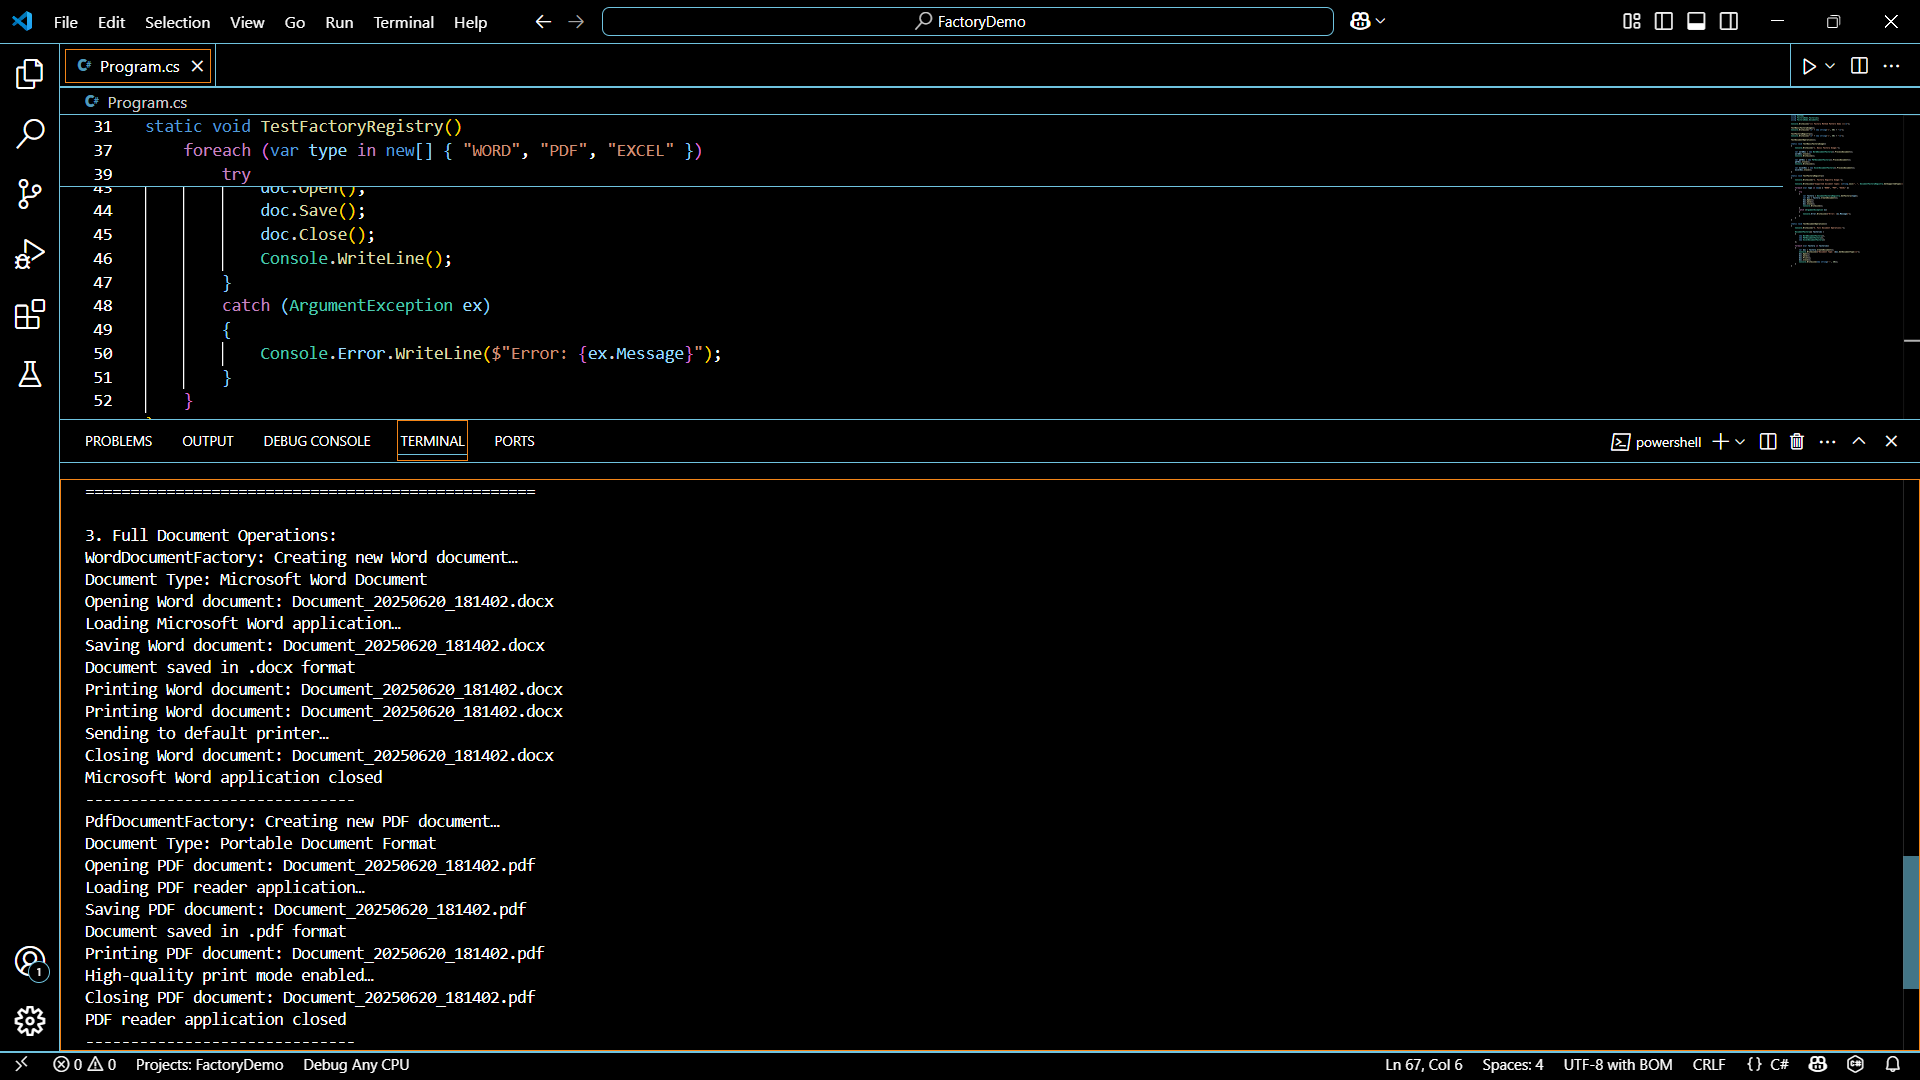 File Edit Selection View Go Run Terminal Help FactoryDemo
Program.cs
Program.cs
31 static void TestFactoryRegistry()
37 foreach (var type in new[] { "WORD", "PDF", "EXCEL" })
39 try
43 doc.Open();
44 doc.Save();
45 doc.Close();
46 Console.WriteLine();
47 }
48 catch (ArgumentException ex)
49 {
50 Console.Error.WriteLine($"Error: {ex.Message}");
51 }
52 }
PROBLEMS OUTPUT DEBUG CONSOLE TERMINAL PORTS powershell
==================================================
3. Full Document Operations:
WordDocumentFactory: Creating new Word document…
Document Type: Microsoft Word Document
Opening Word document: Document_20250620_181402.docx
Loading Microsoft Word application…
Saving Word document: Document_20250620_181402.docx
Document saved in .docx format
Printing Word document: Document_20250620_181402.docx
Printing Word document: Document_20250620_181402.docx
Sending to default printer…
Closing Word document: Document_20250620_181402.docx
Microsoft Word application closed
------------------------------
PdfDocumentFactory: Creating new PDF document…
Document Type: Portable Document Format
Opening PDF document: Document_20250620_181402.pdf
Loading PDF reader application…
Saving PDF document: Document_20250620_181402.pdf
Document saved in .pdf format
Printing PDF document: Document_20250620_181402.pdf
High-quality print mode enabled…
Closing PDF document: Document_20250620_181402.pdf
PDF reader application closed
------------------------------
1
0 0 Projects: FactoryDemo Debug Any CPU Ln 67, Col 6 Spaces: 4 UTF-8 with BOM CRLF {} C#